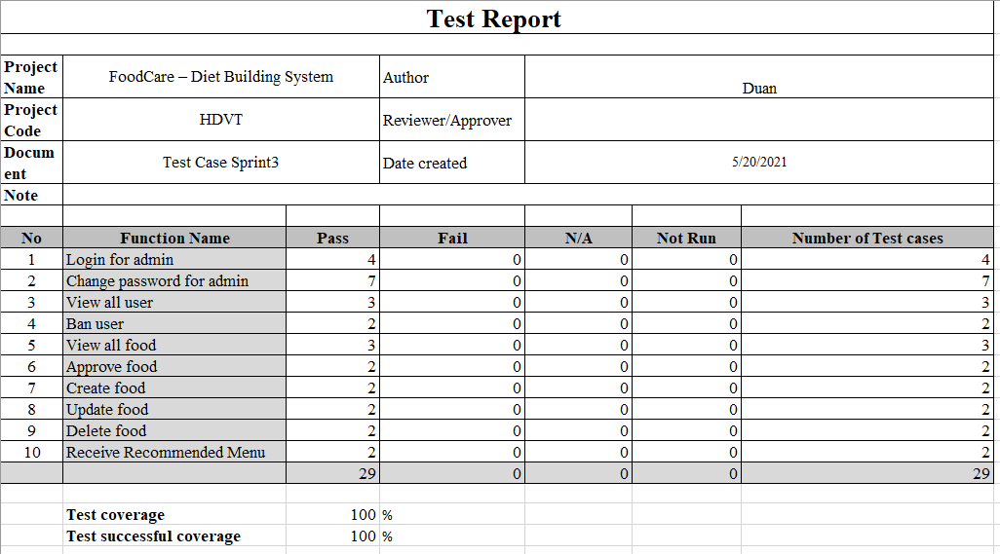 Test Report
Project Name FoodCare – Diet Building System Author Duan
Project Code HDVT Reviewer/Approver
Document Test Case Sprint3 Date created 5/20/2021
Note
No Function Name Pass Fail N/A Not Run Number of Test cases
1 Login for admin 4 0 0 0 4
2 Change password for admin 7 0 0 0 7
3 View all user 3 0 0 0 3
4 Ban user 2 0 0 0 2
5 View all food 3 0 0 0 3
6 Approve food 2 0 0 0 2
7 Create food 2 0 0 0 2
8 Update food 2 0 0 0 2
9 Delete food 2 0 0 0 2
10 Receive Recommended Menu 2 0 0 0 2
29 0 0 0 29
Test coverage 100 %
Test successful coverage 100 %